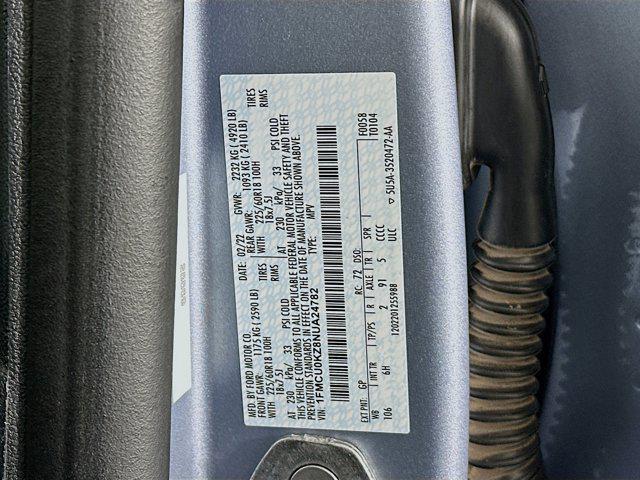 MFD. BY FORD MOTOR CO.
DATE: 02/22 GVWR: 2232 KG ( 4920 LB)
FRONT GAWR: 1175 KG ( 2590 LB) REAR GAWR: 1093 KG ( 2410 LB)
WITH 225/60R18 100H TIRES WITH 225/60R18 100H TIRES
18x7.5J RIMS 18x7.5J RIMS
AT 230 kPa/ 33 PSI COLD AT 230 kPa/ 33 PSI COLD
THIS VEHICLE CONFORMS TO ALL APPLICABLE FEDERAL MOTOR VEHICLE SAFETY AND THEFT
PREVENTION STANDARDS IN EFFECT ON THE DATE OF MANUFACTURE SHOWN ABOVE.
VIN: 1FMCU0KZ8NUA24782 TYPE: MPV
F0058
T0104
EXT PNT: GP RC: 72 DSO:
WB INT TR TP/PS R AXLE TR SPR
106 6H 2 91 5 CCCC
1202201255988 ULC
5U5A-3520472-AA